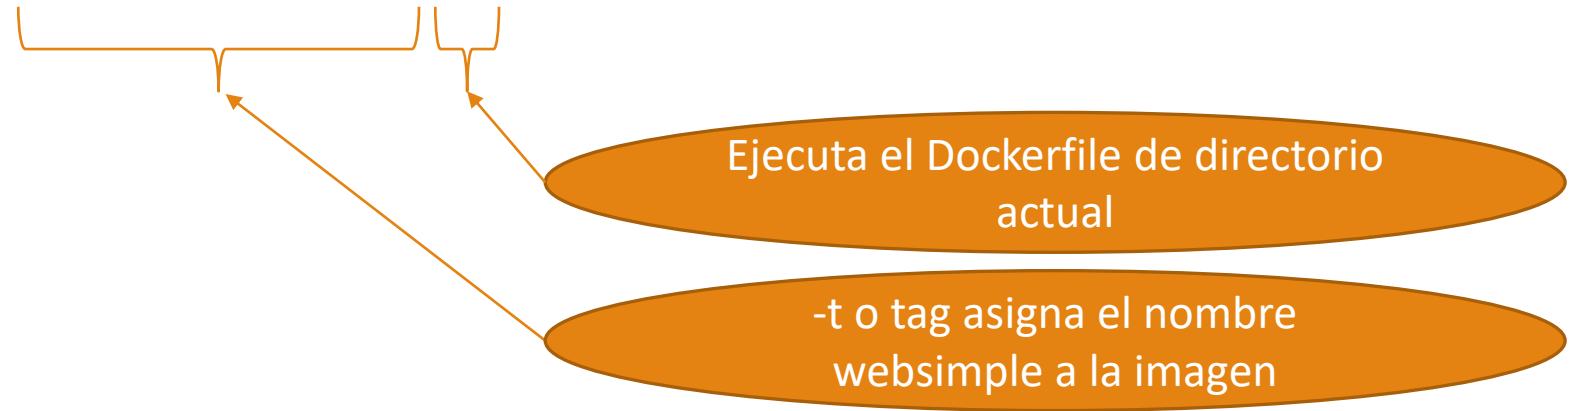 Ejecuta el Dockerfile de directorio
actual
-t o tag asigna el nombre
websimple a la imagen